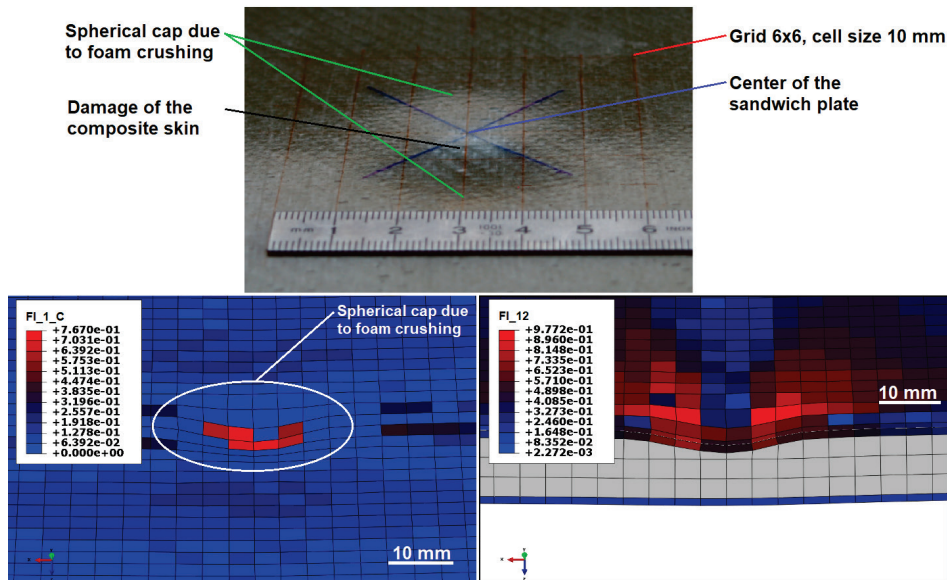 Spherical cap due
to foam crushing
Grid 6x6, cell size 10 mm
Damage of the
composite skin
Center of the
sandwich plate
mm 1 2 3 4 5 6 INOX
FI_1_C
+7.670e-01
+7.031e-01
+6.392e-01
+5.753e-01
+5.113e-01
+4.474e-01
+3.835e-01
+3.196e-01
+2.557e-01
+1.918e-01
+1.278e-01
+6.392e-02
+0.000e+00
Spherical cap
due to foam crushing
10 mm
FI_12
+9.772e-01
+8.960e-01
+8.148e-01
+7.335e-01
+6.523e-01
+5.710e-01
+4.898e-01
+4.085e-01
+3.273e-01
+2.460e-01
+1.648e-01
+8.352e-02
+2.272e-03
10 mm